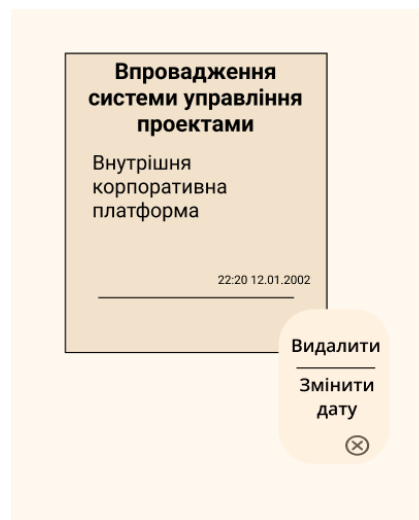 Впровадження
системи управління
проектами
Внутрішня
корпоративна
платформа
22:20 12.01.2002
Видалити
Змінити
дату